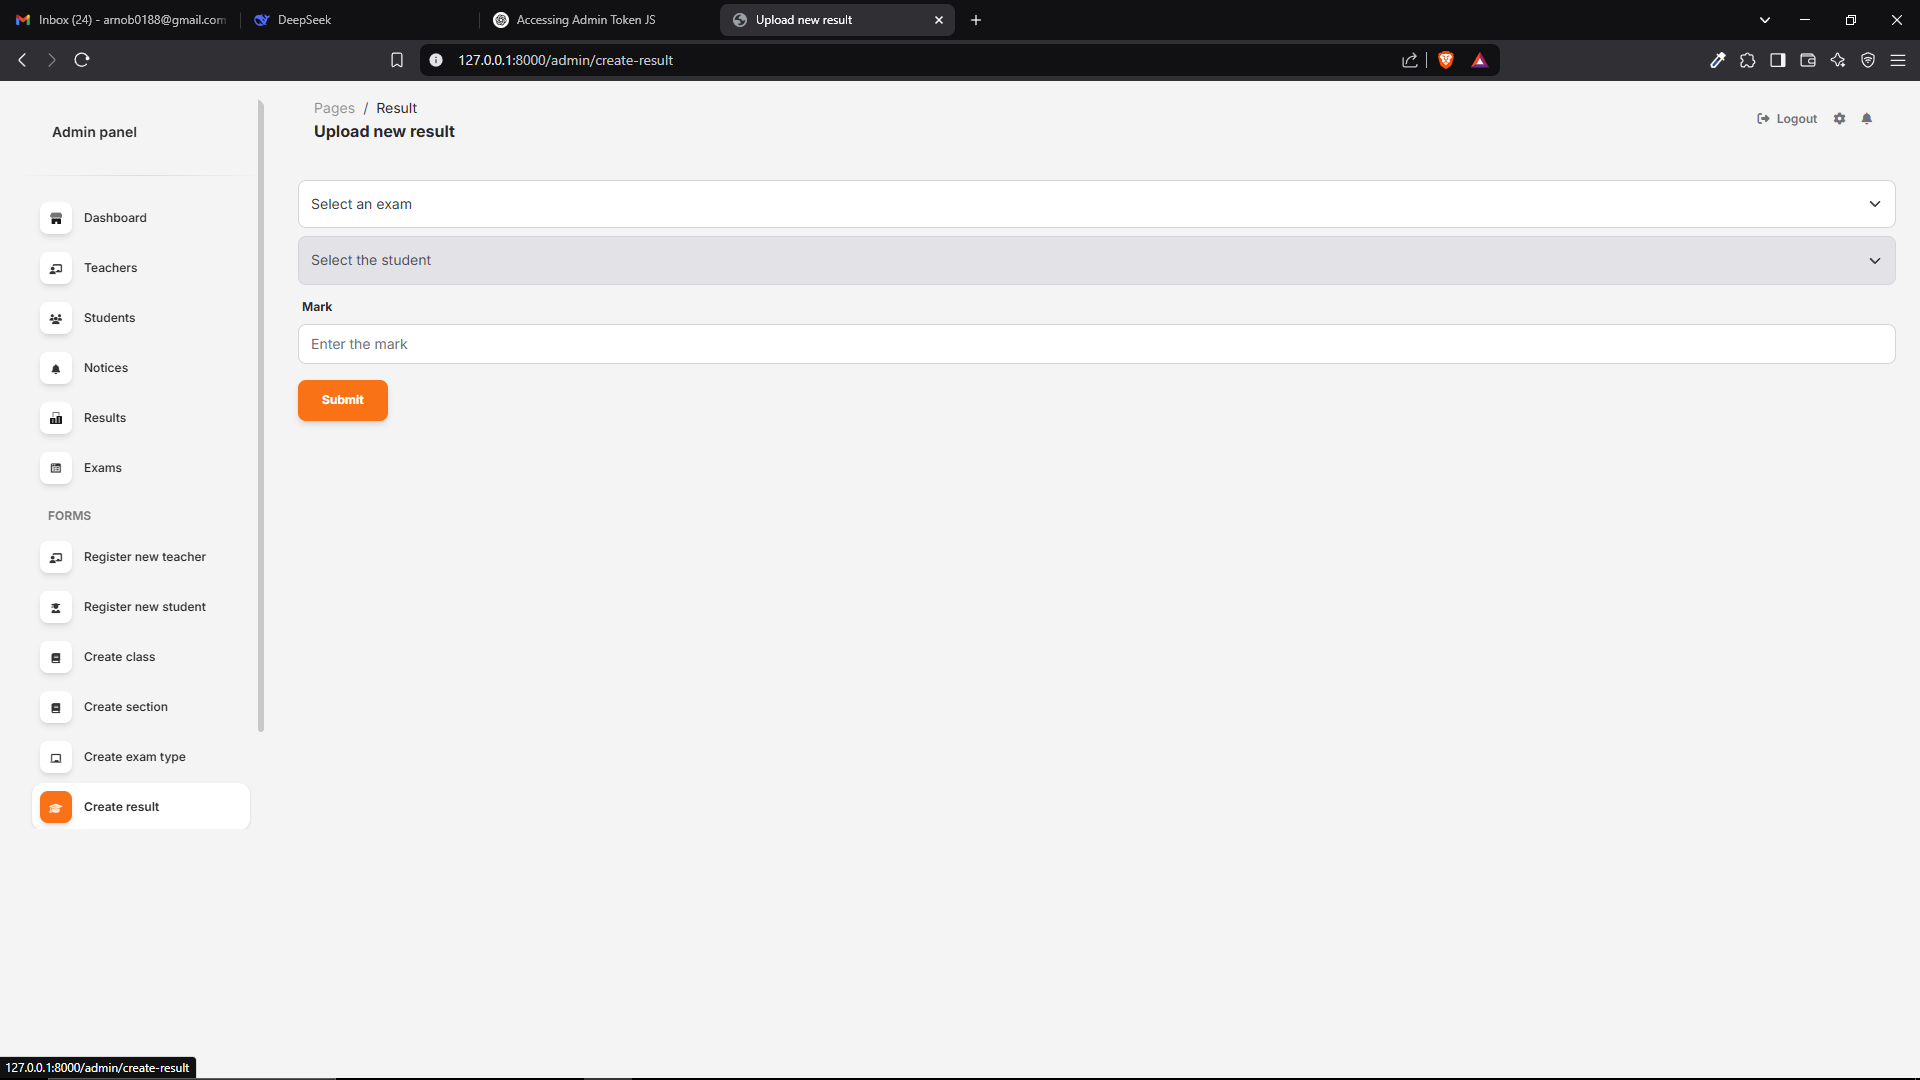 Inbox (24) - arnob0188@gmail.com
DeepSeek
Accessing Admin Token JS
Upload new result
127.0.0.1:8000/admin/create-result
Admin panel
Pages / Result
Upload new result
Logout
Dashboard
Teachers
Students
Notices
Results
Exams
FORMS
Register new teacher
Register new student
Create class
Create section
Create exam type
Create result
Select an exam
Select the student
Mark
Enter the mark
Submit
127.0.0.1:8000/admin/create-result